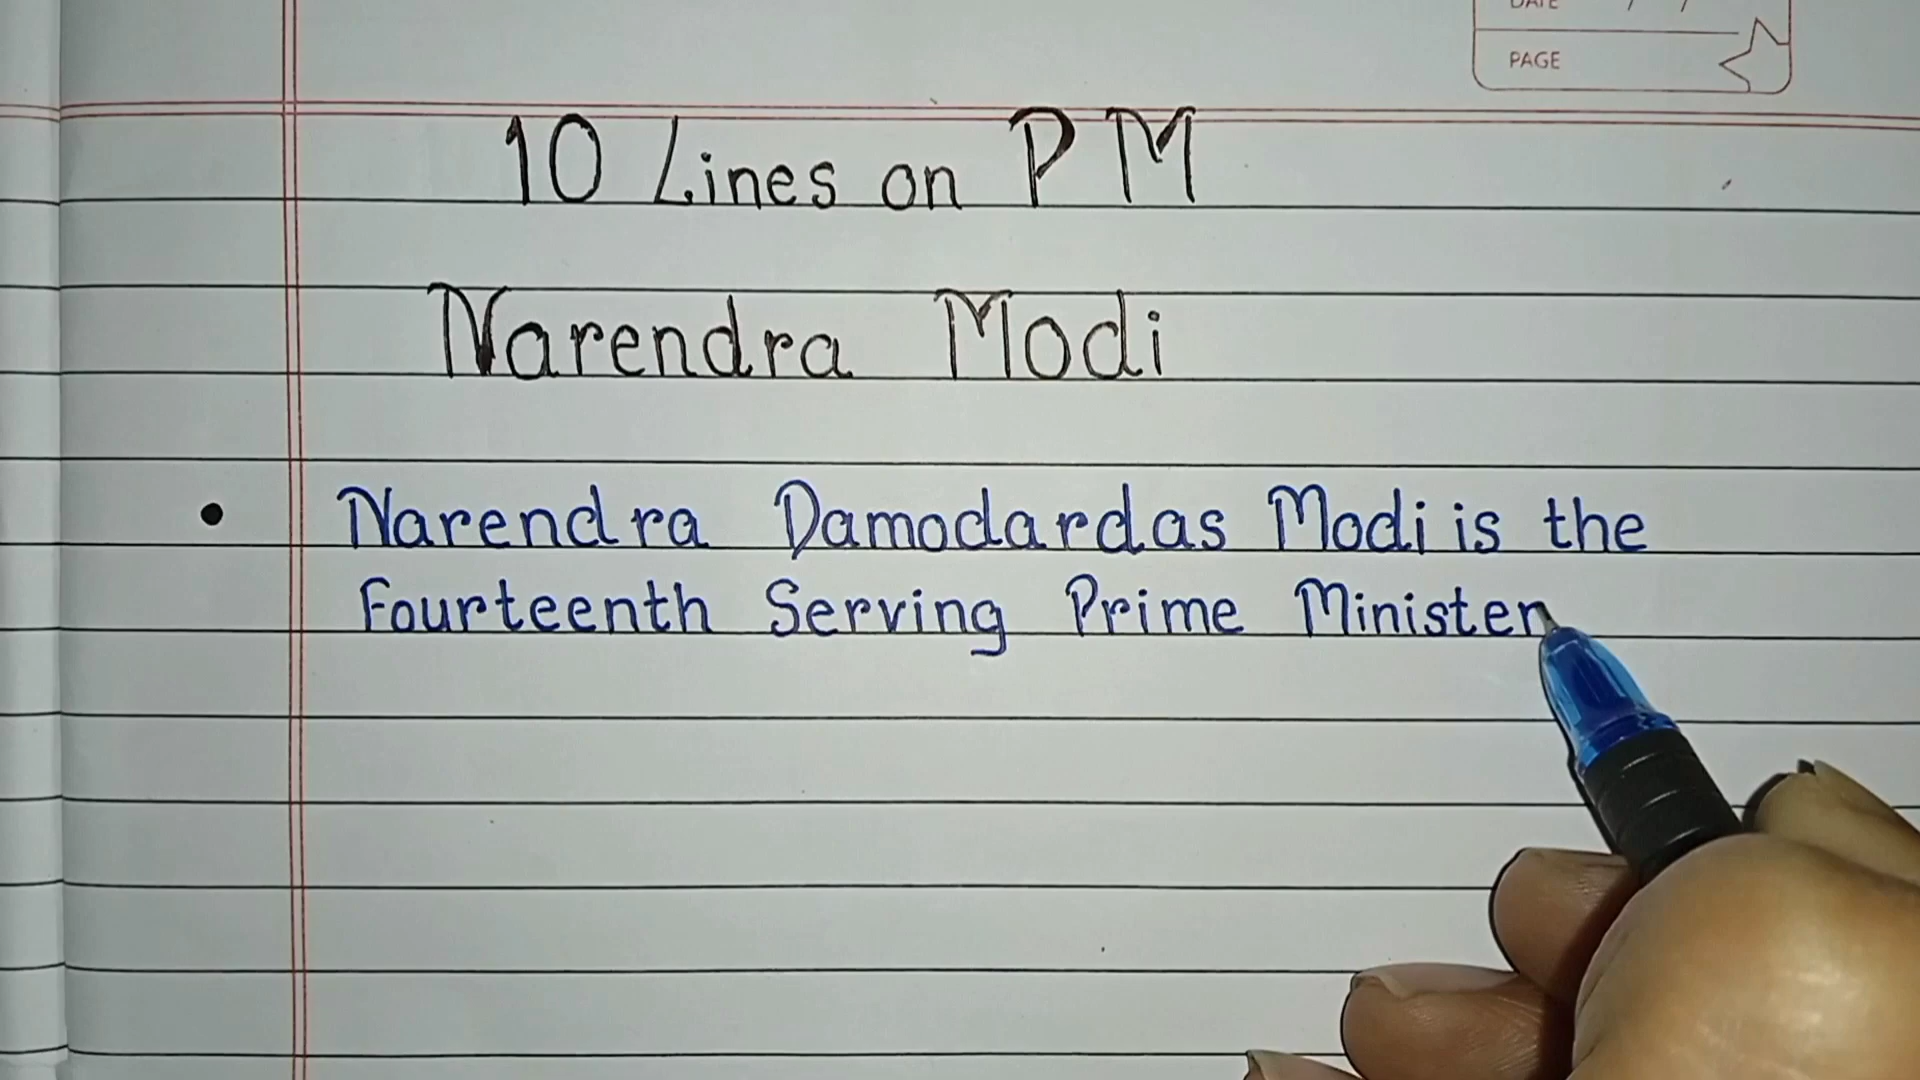 PAGE
10 Lines on PM
Narendra Modi
• Narendra Damodardas Modi is the
Fourteenth Serving Prime Minister